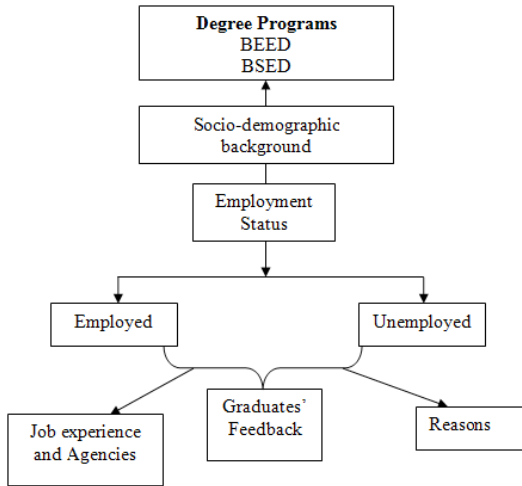 Degree Programs
BEED
BSED
Socio-demographic
background
Employment
Status
Employed
Unemployed
Graduates’
Feedback
Job experience
and Agencies
Reasons